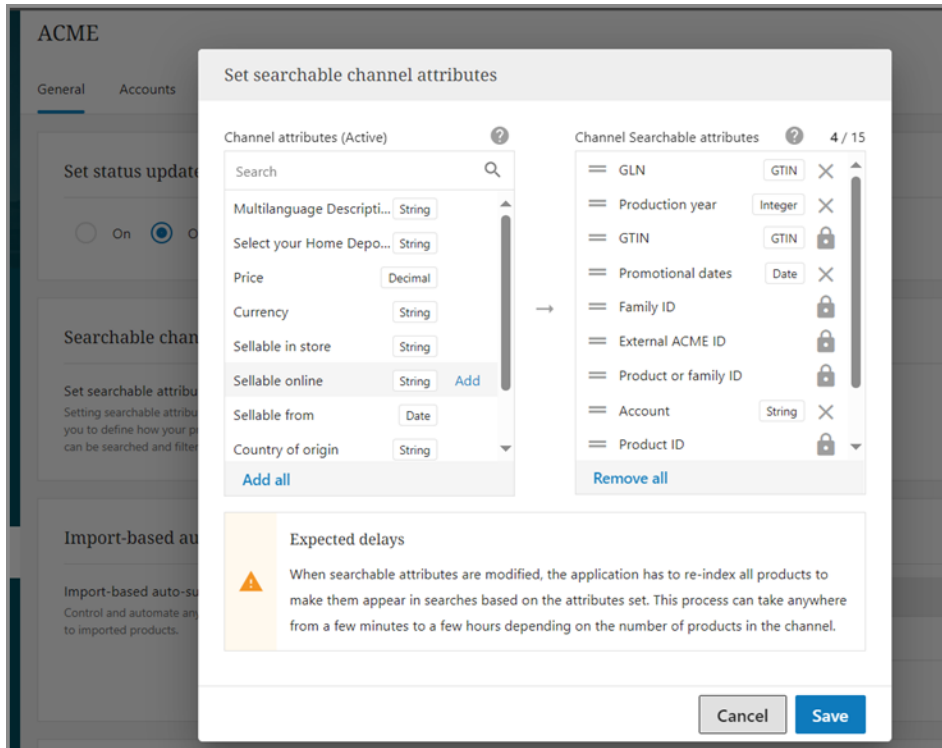 ACME
General Accounts
Set status update
On O
Searchable chan
Set searchable attribu
Setting searchable attribu
you to define how your p
can be searched and filter
Import-based au
Import-based auto-su
Control and automate any
to imported products.
Set searchable channel attributes
Channel attributes (Active)
Search
Multilanguage Descripti... String
Select your Home Depo... String
Price Decimal
Currency String
Sellable in store String
Sellable online String Add
Sellable from Date
Country of origin String
Add all
→
Channel Searchable attributes 4 / 15
GLN GTIN
Production year Integer
GTIN GTIN
Promotional dates Date
Family ID
External ACME ID
Product or family ID
Account String
Product ID
Remove all
Expected delays
When searchable attributes are modified, the application has to re-index all products to
make them appear in searches based on the attributes set. This process can take anywhere
from a few minutes to a few hours depending on the number of products in the channel.
Cancel Save